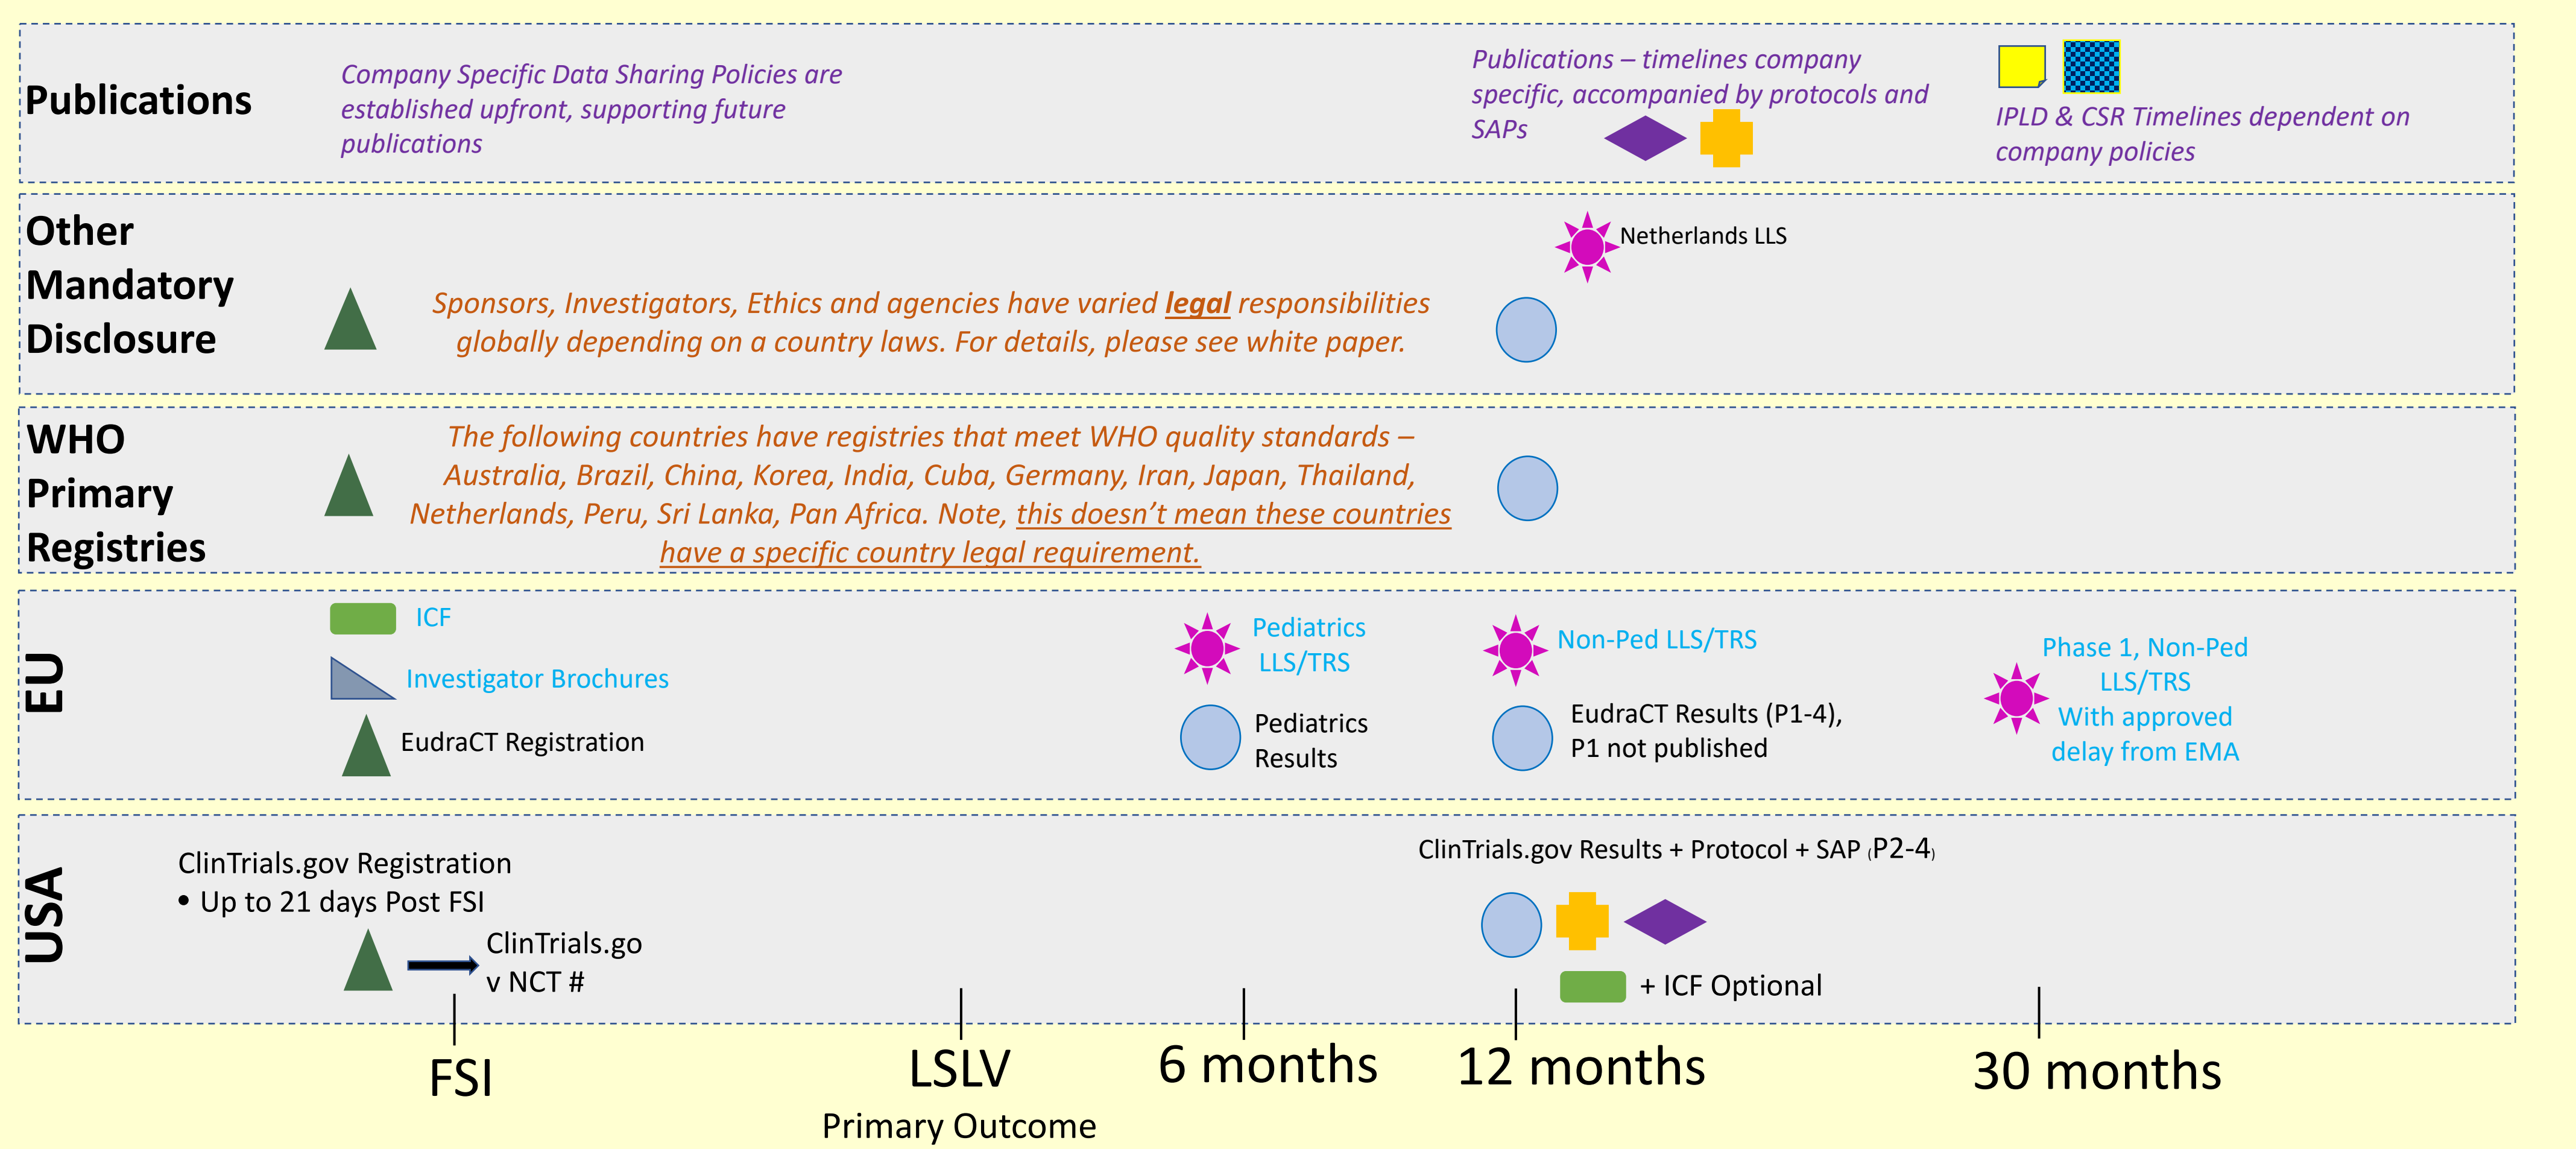 Publications
Company Specific Data Sharing Policies are
established upfront, supporting future
publications
Publications – timelines company
specific, accompanied by protocols and
SAPs
IPLD & CSR Timelines dependent on
company policies
Other
Mandatory
Disclosure
Sponsors, Investigators, Ethics and agencies have varied legal responsibilities
globally depending on a country laws. For details, please see white paper.
Netherlands LLS
WHO
Primary
Registries
The following countries have registries that meet WHO quality standards –
Australia, Brazil, China, Korea, India, Cuba, Germany, Iran, Japan, Thailand,
Netherlands, Peru, Sri Lanka, Pan Africa. Note, this doesn’t mean these countries
have a specific country legal requirement.
EU
ICF
Investigator Brochures
EudraCT Registration
Pediatrics
LLS/TRS
Pediatrics
Results
Non-Ped LLS/TRS
EudraCT Results (P1-4),
P1 not published
Phase 1, Non-Ped
LLS/TRS
With approved
delay from EMA
USA
ClinTrials.gov Registration
• Up to 21 days Post FSI
ClinTrials.go
v NCT #
ClinTrials.gov Results + Protocol + SAP (P2-4)
+ ICF Optional
FSI
LSLV
Primary Outcome
6 months
12 months
30 months